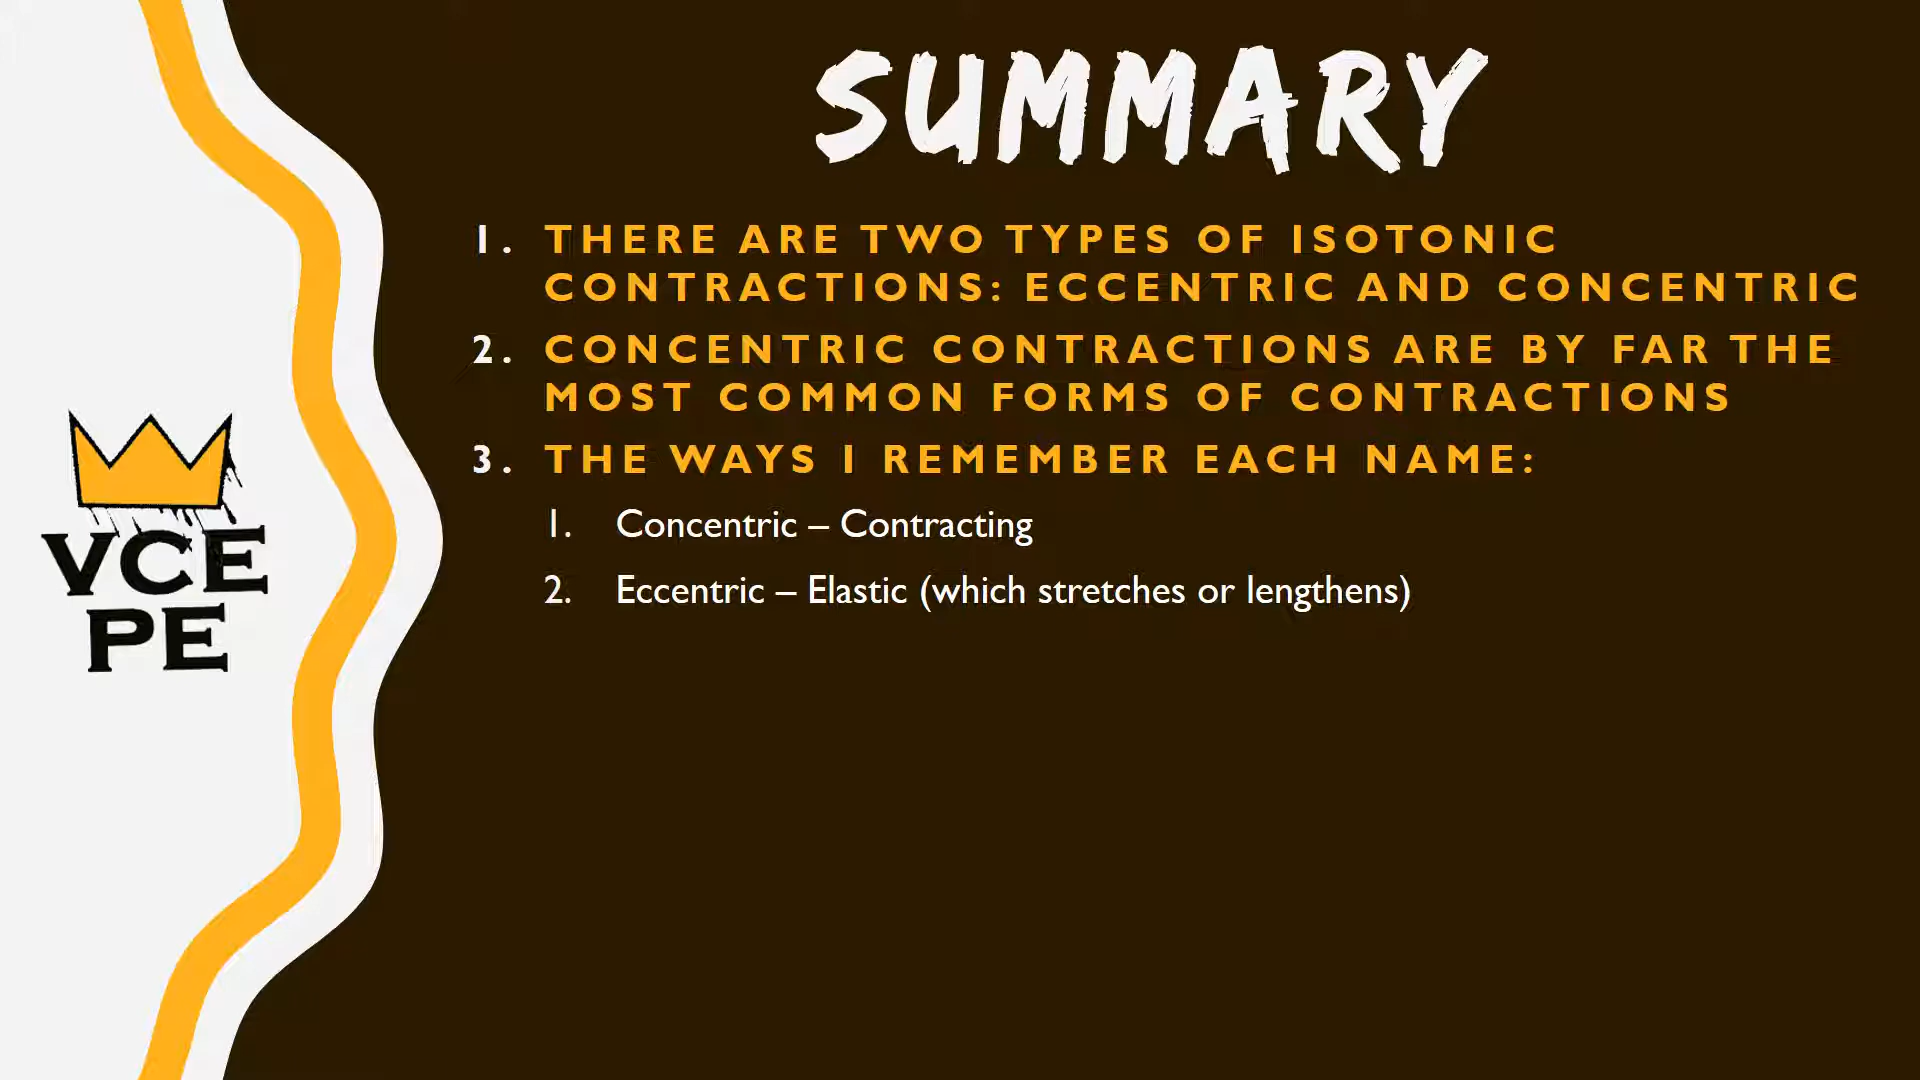 SUMMARY
1. THERE ARE TWO TYPES OF ISOTONIC
CONTRACTIONS: ECCENTRIC AND CONCENTRIC
2. CONCENTRIC CONTRACTIONS ARE BY FAR THE
MOST COMMON FORMS OF CONTRACTIONS
3. THE WAYS I REMEMBER EACH NAME:
1. Concentric – Contracting
2. Eccentric – Elastic (which stretches or lengthens)
VCE
PE